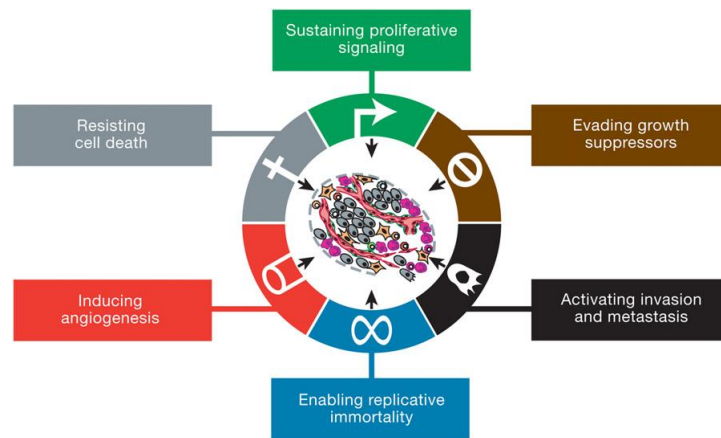 Sustaining proliferative
signaling
Resisting
cell death
Evading growth
suppressors
Inducing
angiogenesis
Activating invasion
and metastasis
Enabling replicative
immortality